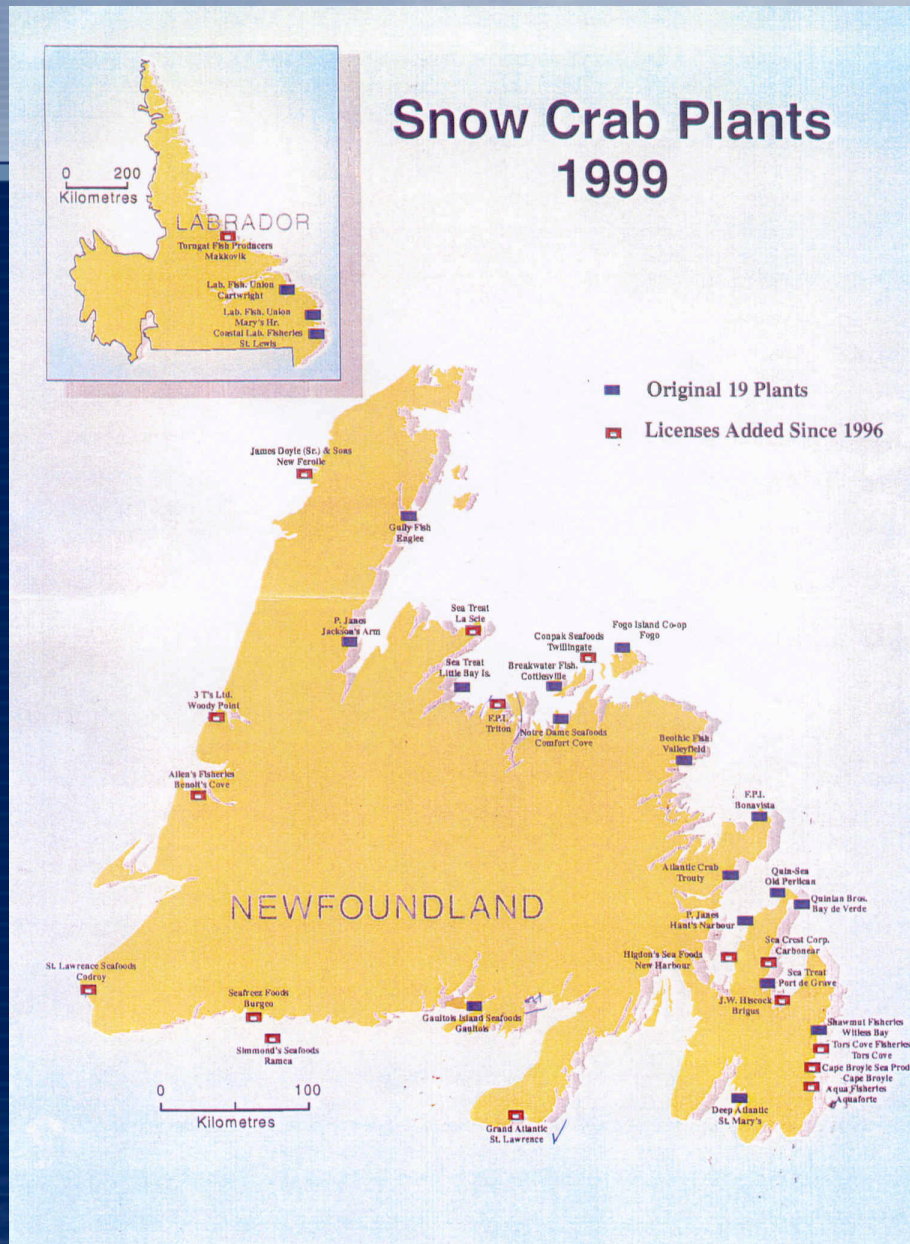 Snow Crab Plants
1999
0 200
Kilometres
LABRADOR
Torngat Fish Producers
Makkovik
Lab. Fish. Union
Cartwright
Lab. Fish. Union
Mary's Hr.
Coastal Lab. Fisheries
St. Lewis
Original 19 Plants
Licenses Added Since 1996
James Doyle (Sr.) & Sons
New Ferolle
Gully Fish
Englee
P. Janes
Jackson's Arm
Sea Treat
La Scie
Sea Treat
Little Bay Is.
F.P.I.
Triton
Conpak Seafoods
Twillingate
Breakwater Fish.
Cottlesville
Fogo Island Co-op
Fogo
Notre Dame Seafoods
Comfort Cove
3 T's Ltd.
Woody Point
Allen's Fisheries
Benoit's Cove
Beothic Fish
Valleyfield
F.P.I.
Bonavista
Atlantic Crab
Trouty
Quin-Sea
Old Perlican
Quinlan Bros.
Bay de Verde
P. Janes
Hant's Narbour
NEWFOUNDLAND
Higdon's Sea Foods
New Harbour
Sea Crest Corp.
Carbonear
Sea Treat
Port de Grave
J.W. Hiscock
Brigus
St. Lawrence Seafoods
Codroy
Seafreez Foods
Burgeo
Simmond's Seafoods
Ramea
Gaultois Island Seafoods
Gaultois
Shawmut Fisheries
Witless Bay
Tors Cove Fisheries
Tors Cove
Cape Broyle Sea Prod
Cape Broyle
Aqua Fisheries
Aquaforte
Deep Atlantic
St. Mary's
Grand Atlantic
St. Lawrence
0 100
Kilometres